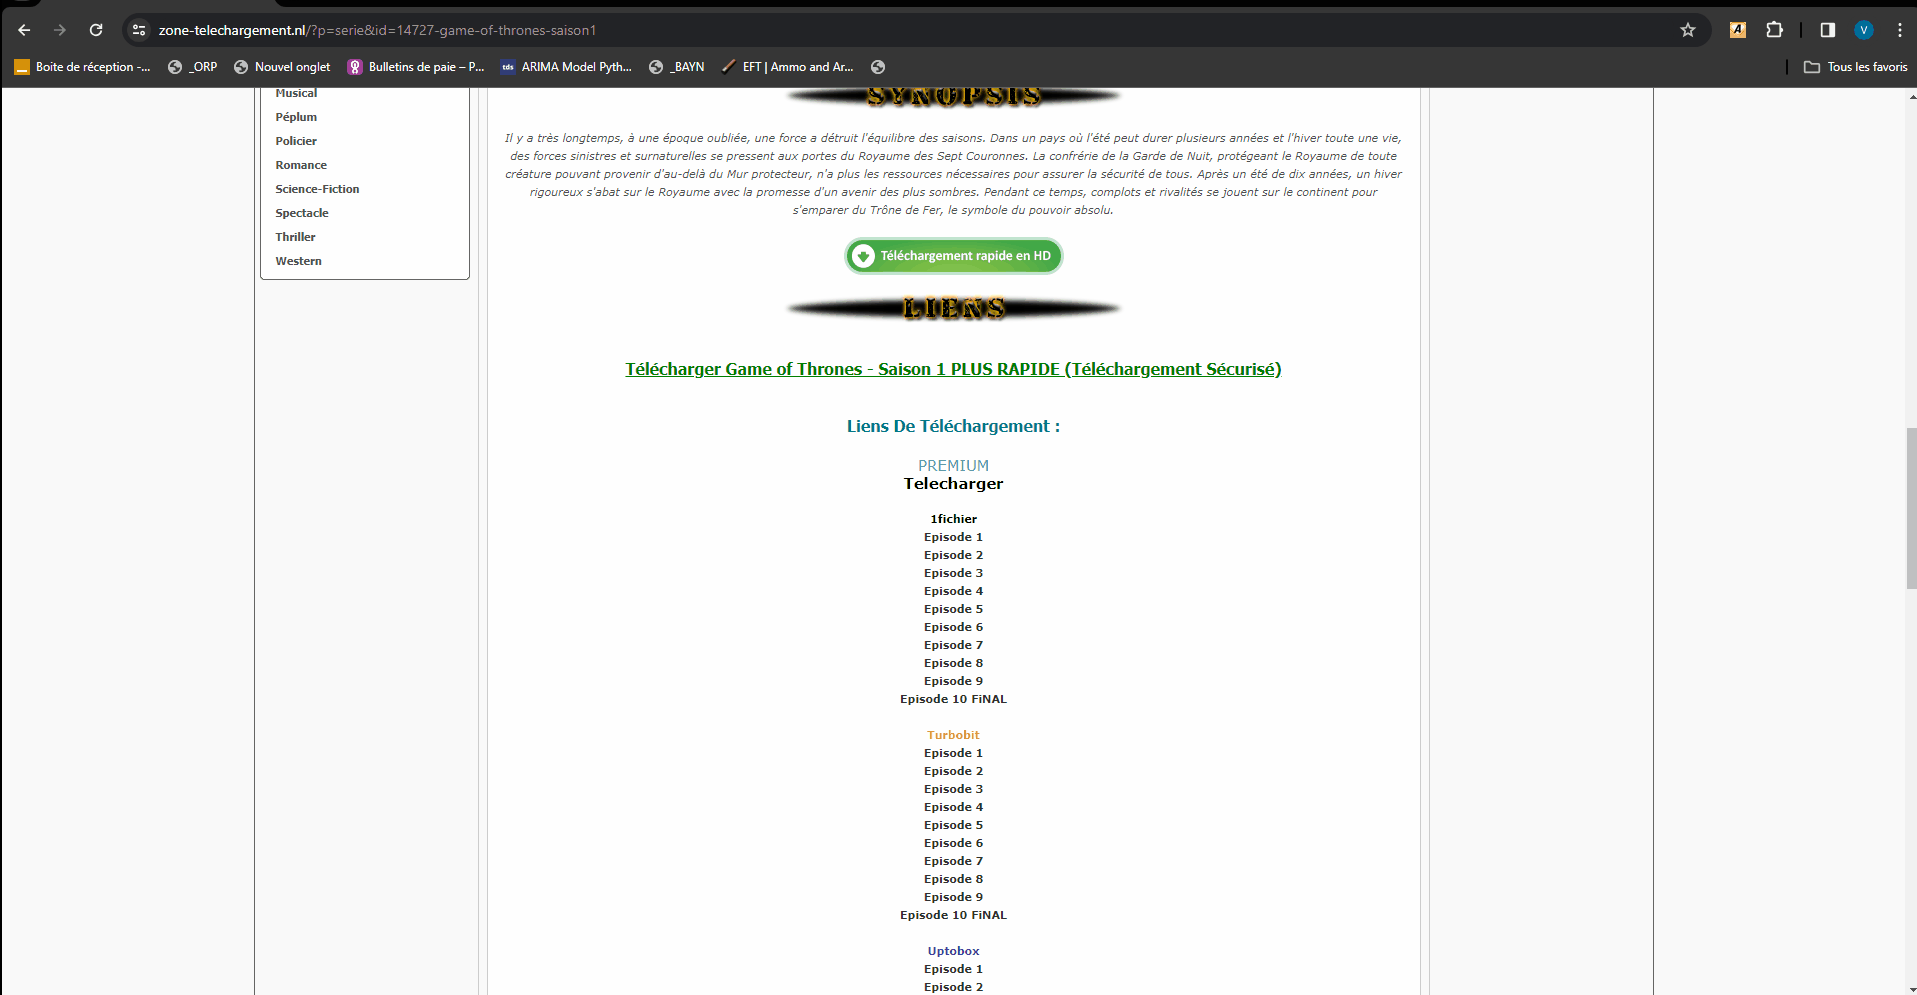 zone-telechargement.nl/?p=serie&id=14727-game-of-thrones-saison1
A
V
Boite de réception -...
_ORP
Nouvel onglet
Bulletins de paie – P...
tds
ARIMA Model Pyth...
_BAYN
EFT | Ammo and Ar...
Tous les favoris
Musical
Péplum
Policier
Romance
Science-Fiction
Spectacle
Thriller
Western
SYNOPSIS
Il y a très longtemps, à une époque oubliée, une force a détruit l'équilibre des saisons. Dans un pays où l'été peut durer plusieurs années et l'hiver toute une vie,
des forces sinistres et surnaturelles se pressent aux portes du Royaume des Sept Couronnes. La confrérie de la Garde de Nuit, protégeant le Royaume de toute
créature pouvant provenir d'au-delà du Mur protecteur, n'a plus les ressources nécessaires pour assurer la sécurité de tous. Après un été de dix années, un hiver
rigoureux s'abat sur le Royaume avec la promesse d'un avenir des plus sombres. Pendant ce temps, complots et rivalités se jouent sur le continent pour
s'emparer du Trône de Fer, le symbole du pouvoir absolu.
Téléchargement rapide en HD
LIENS
Télécharger Game of Thrones - Saison 1 PLUS RAPIDE (Téléchargement Sécurisé)
Liens De Téléchargement :
PREMIUM
Telecharger
1fichier
Episode 1
Episode 2
Episode 3
Episode 4
Episode 5
Episode 6
Episode 7
Episode 8
Episode 9
Episode 10 FiNAL
Turbobit
Episode 1
Episode 2
Episode 3
Episode 4
Episode 5
Episode 6
Episode 7
Episode 8
Episode 9
Episode 10 FiNAL
Uptobox
Episode 1
Episode 2